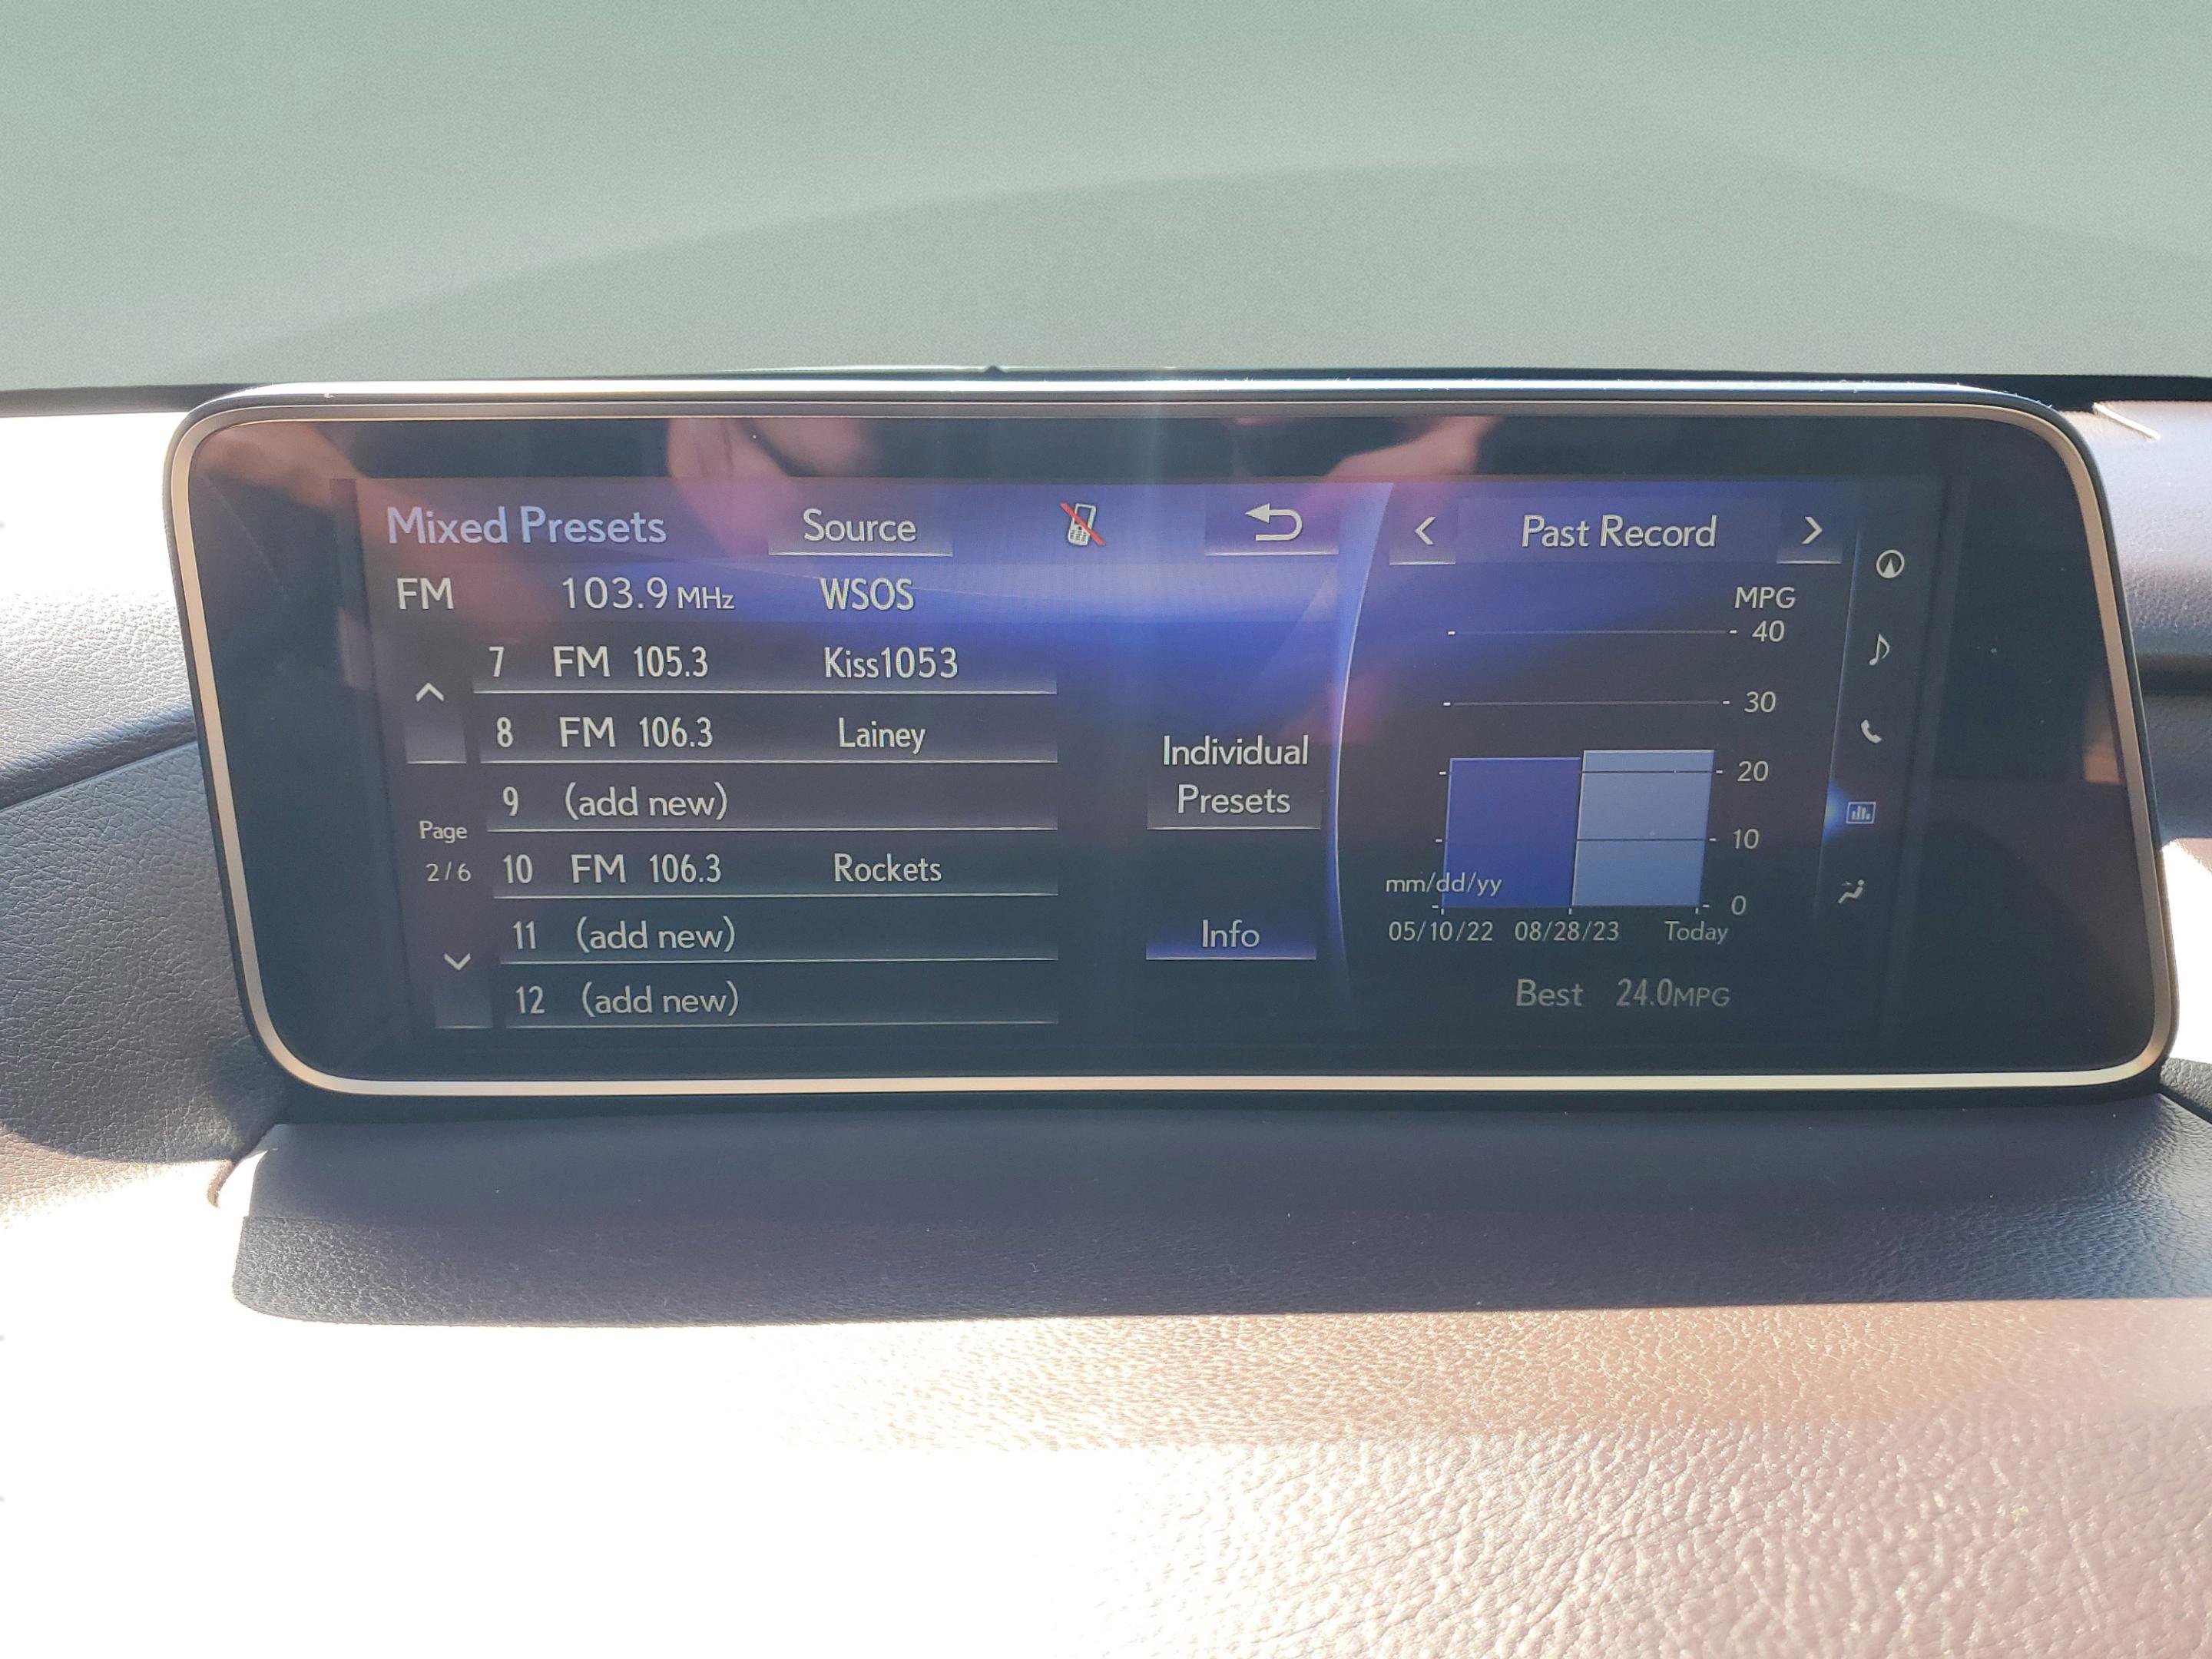 Mixed Presets Source
FM 103.9 MHz WSOS
7 FM 105.3 Kiss1053
8 FM 106.3 Lainey
9 (add new)
10 FM 106.3 Rockets
11 (add new)
12 (add new)
Page
2/6
Individual
Presets
Info
Past Record
MPG
40
30
20
10
0
mm/dd/yy
05/10/22 08/28/23 Today
Best 24.0MPG